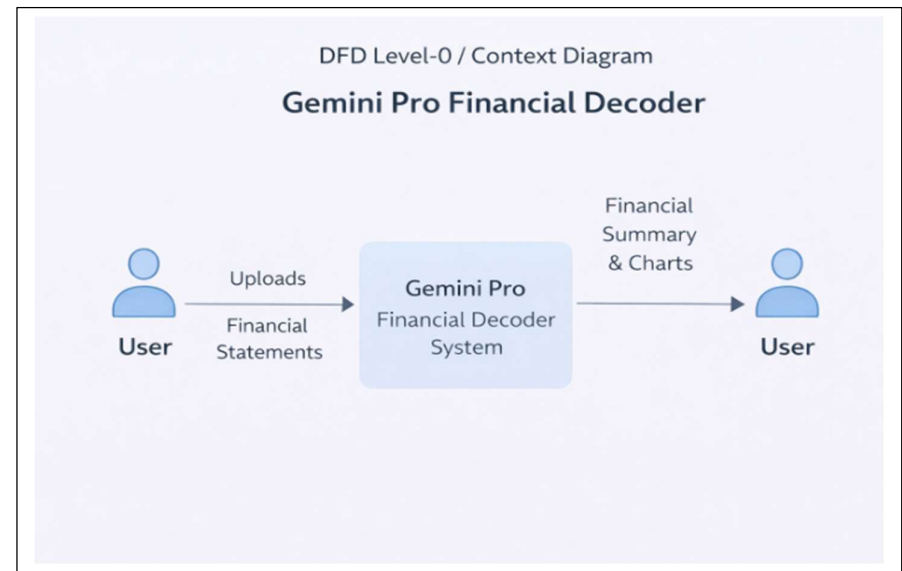 DFD Level-0 / Context Diagram
Gemini Pro Financial Decoder
Uploads
Financial
Statements
User
Gemini Pro
Financial Decoder
System
Financial
Summary
& Charts
User